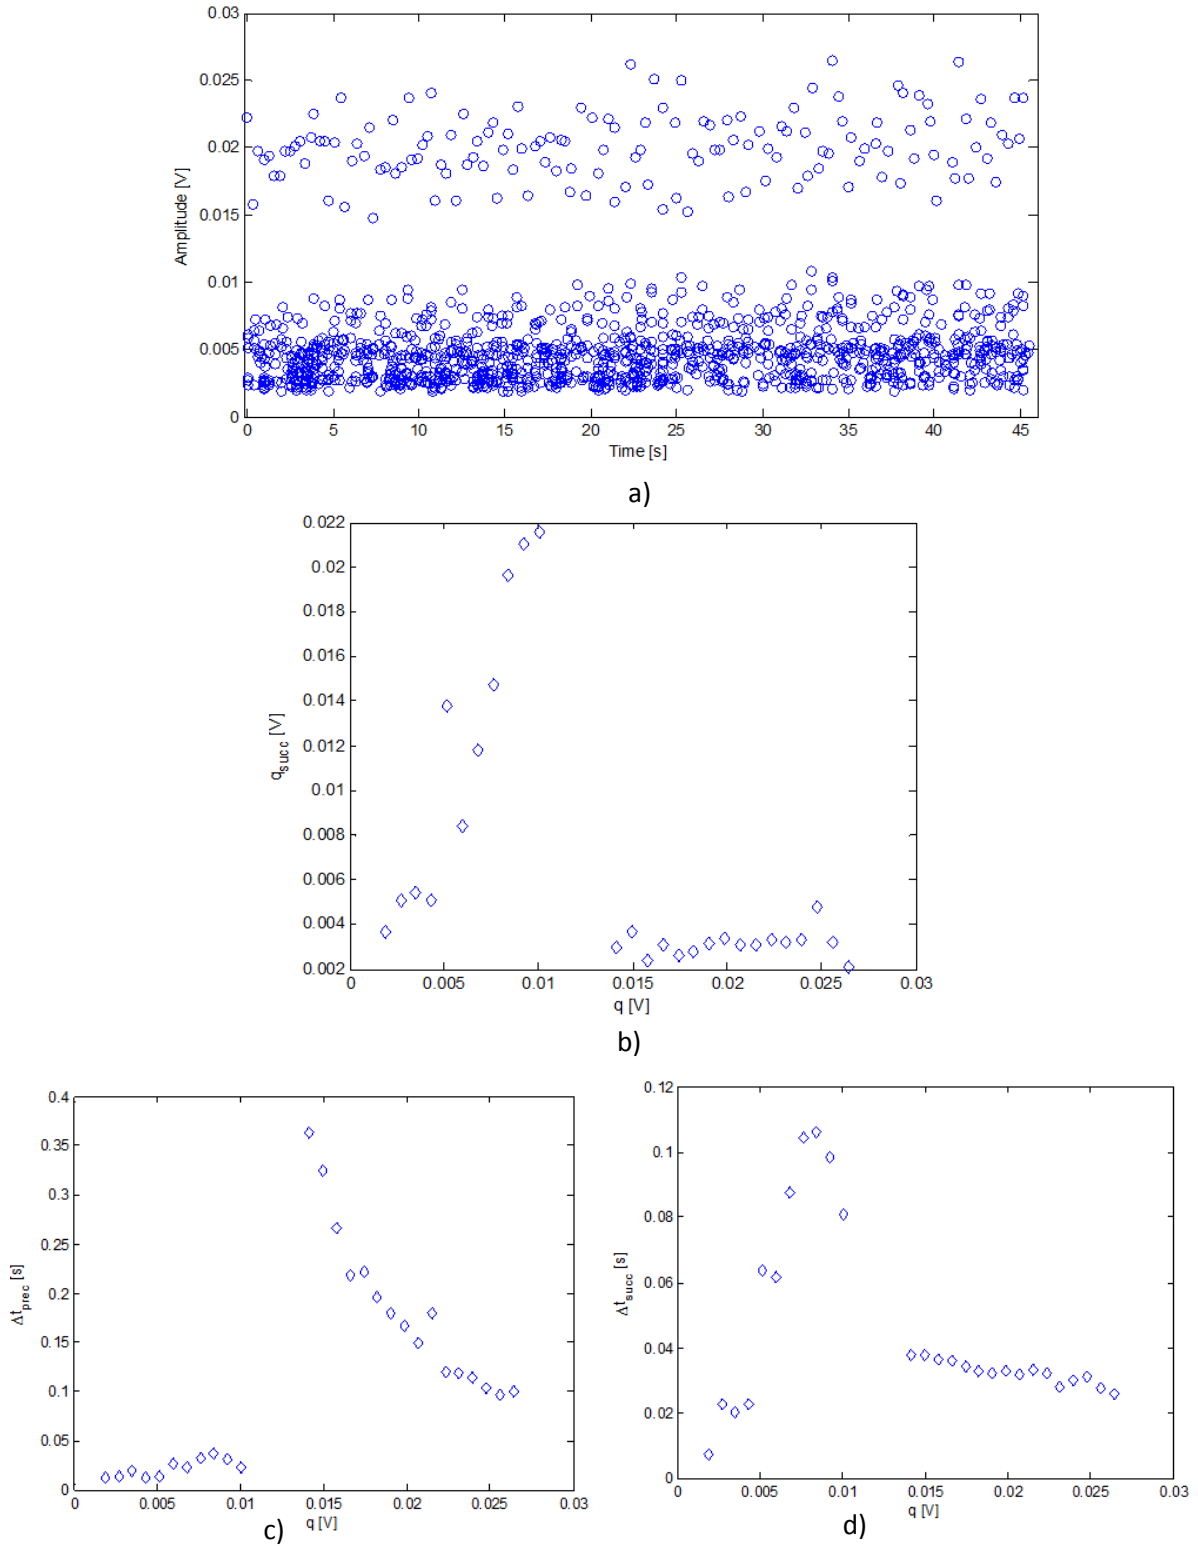 0.03
0.025
0.02
0.015
0.01
0.005
0
Amplitude [V]
0 5 10 15 20 25 30 35 40 45
Time [s]
a)
0.022
0.02
0.018
0.016
0.014
0.012
0.01
0.008
0.006
0.004
0.002
q_succ [V]
0 0.005 0.01 0.015 0.02 0.025 0.03
q [V]
b)
0.4
0.35
0.3
0.25
0.2
0.15
0.1
0.05
0
Δt_prec [s]
0 0.005 0.01 0.015 0.02 0.025 0.03
q [V]
c)
0.12
0.1
0.08
0.06
0.04
0.02
0
Δt_succ [s]
0 0.005 0.01 0.015 0.02 0.025 0.03
q [V]
d)